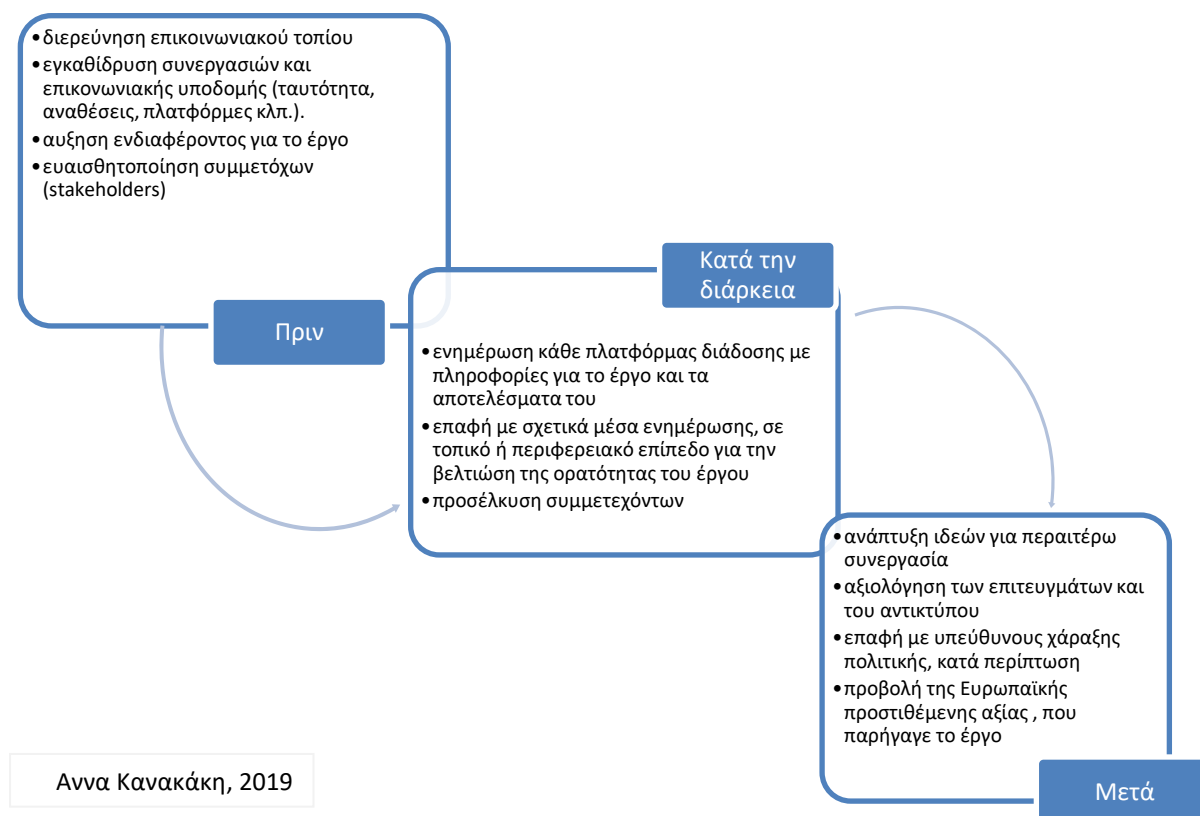 •διερεύνηση επικοινωνιακού τοπίου
•εγκαθίδρυση συνεργασιών και
επικονωνιακής υποδομής (ταυτότητα,
αναθέσεις, πλατφόρμες κλπ.).
•αυξηση ενδιαφέροντος για το έργο
•ευαισθητοποίηση συμμετόχων
(stakeholders)
Πριν
Κατά την
διάρκεια
•ενημέρωση κάθε πλατφόρμας διάδοσης με
πληροφορίες για το έργο και τα
αποτελέσματα του
•επαφή με σχετικά μέσα ενημέρωσης, σε
τοπικό ή περιφερειακό επίπεδο για την
βελτιώση της ορατότητας του έργου
•προσέλκυση συμμετεχόντων
•ανάπτυξη ιδεών για περαιτέρω
συνεργασία
•αξιολόγηση των επιτευγμάτων και
του αντικτύπου
•επαφή με υπεύθυνους χάραξης
πολιτικής, κατά περίπτωση
•προβολή της Ευρωπαϊκής
προστιθέμενης αξίας , που
παρήγαγε το έργο
Μετά
Αννα Κανακάκη, 2019